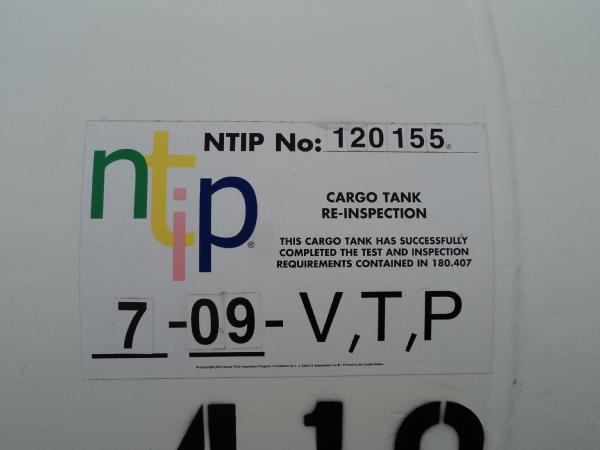 NTIP No: 120155
ntip®
CARGO TANK
RE-INSPECTION
THIS CARGO TANK HAS SUCCESSFULLY
COMPLETED THE TEST AND INSPECTION
REQUIREMENTS CONTAINED IN 180.407
7-09-V,T,P